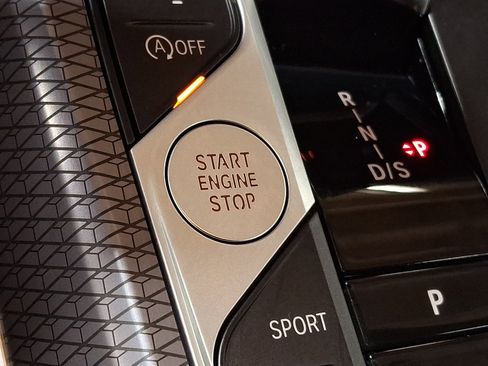 A OFF
START
ENGINE
STOP
R
N
D/S
P
P
SPORT